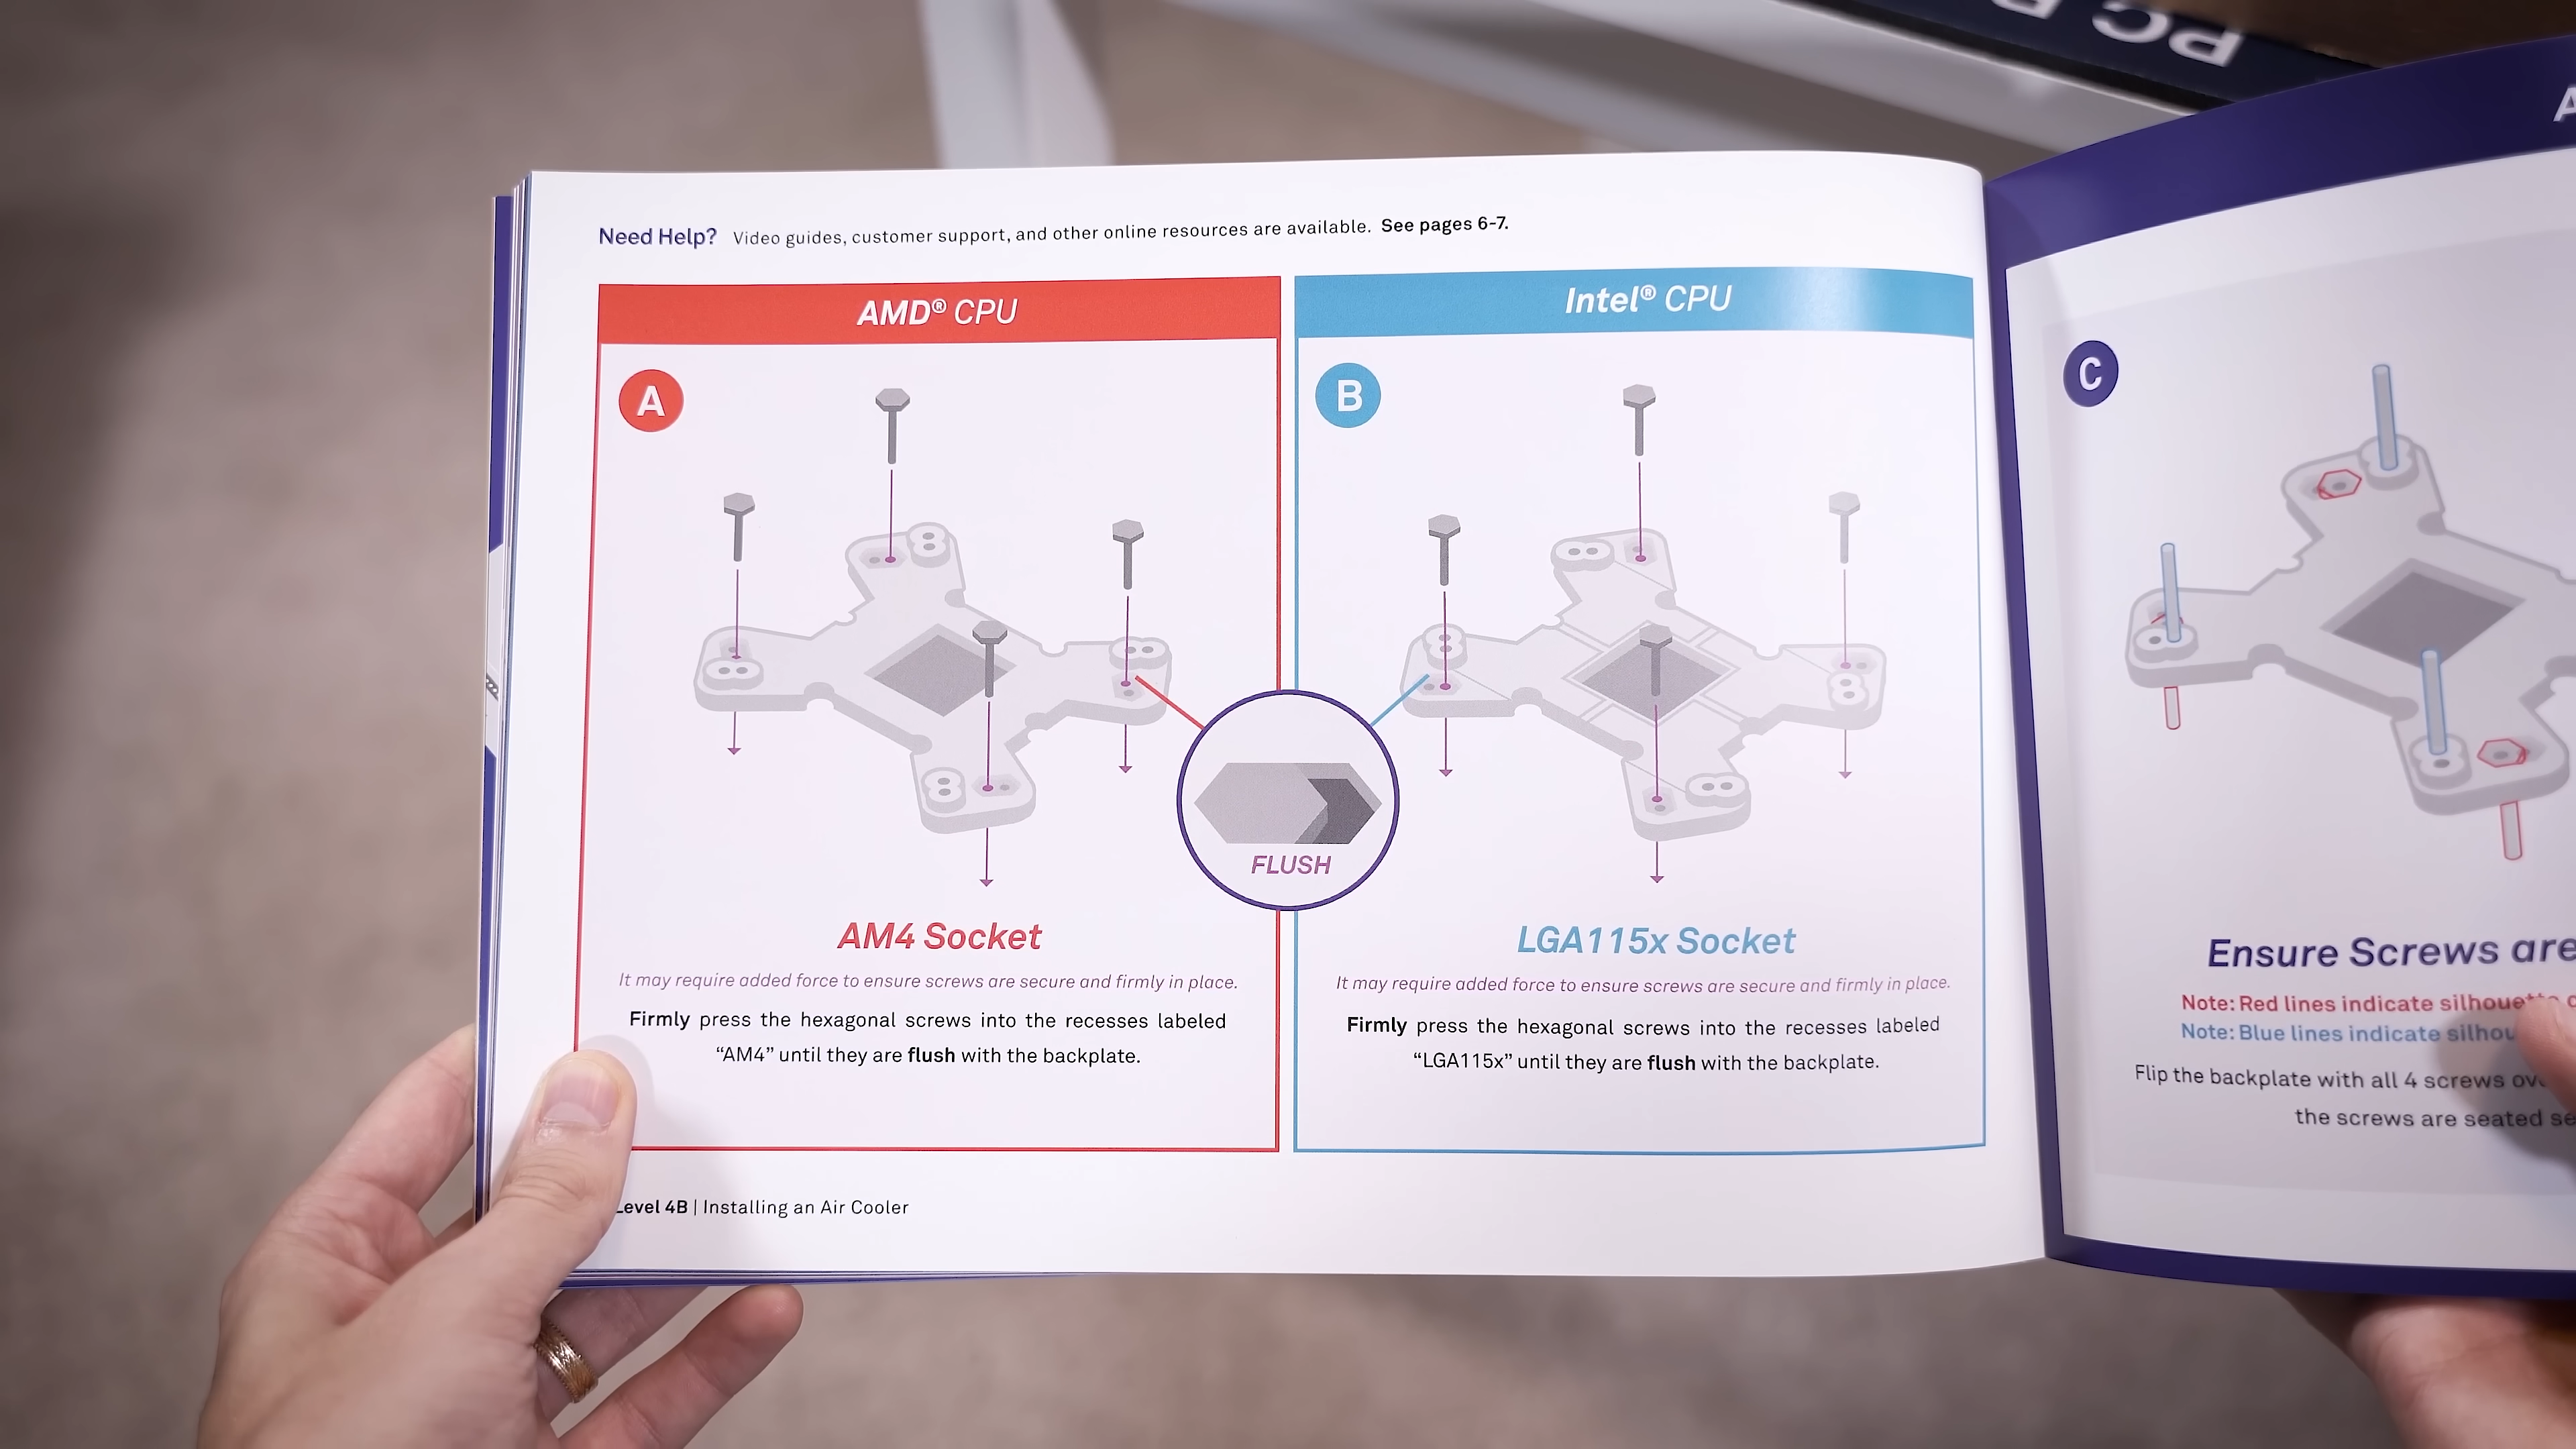 PC
Need Help? Video guides, customer support, and other online resources are available. See pages 6-7.
AMD® CPU
A
AM4 Socket
It may require added force to ensure screws are secure and firmly in place.
Firmly press the hexagonal screws into the recesses labeled
“AM4” until they are flush with the backplate.
FLUSH
Intel® CPU
B
LGA115x Socket
It may require added force to ensure screws are secure and firmly in place.
Firmly press the hexagonal screws into the recesses labeled
“LGA115x” until they are flush with the backplate.
Level 4B | Installing an Air Cooler
C
Ensure Screws are
Note: Red lines indicate silhouette
Note: Blue lines indicate
Flip the backplate with all 4 screws
the screws are seated